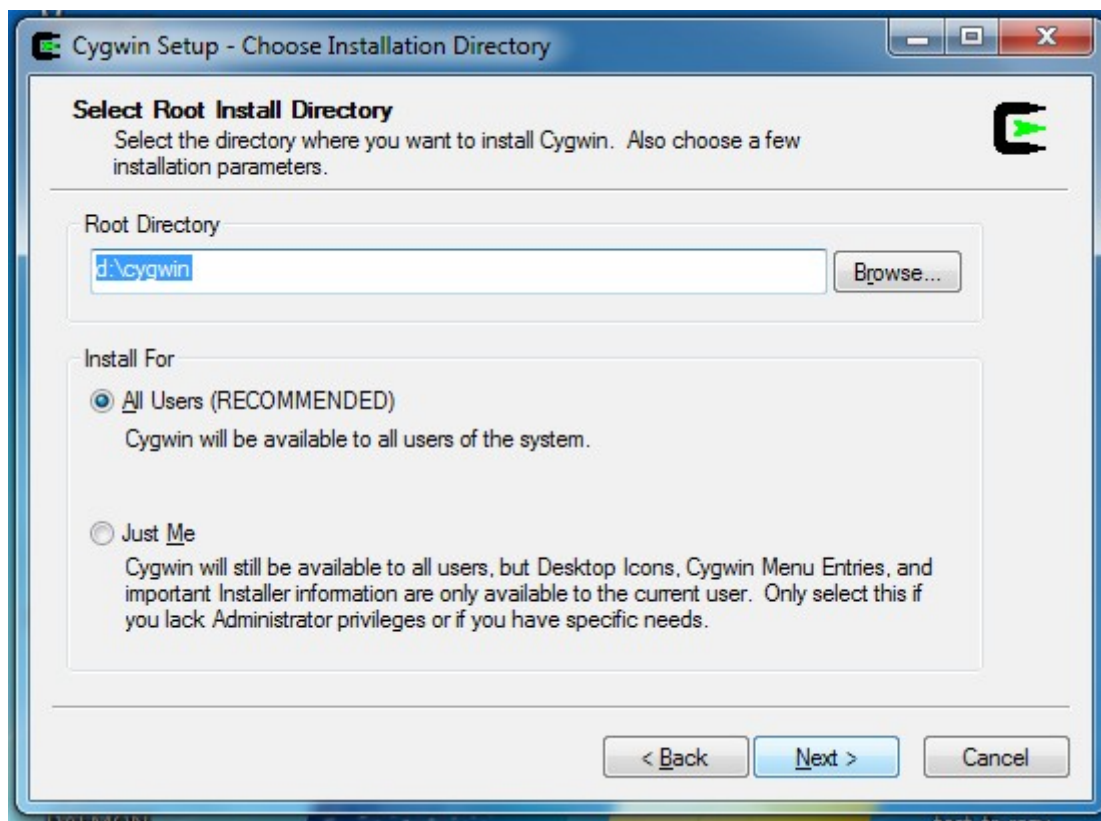 Cygwin Setup - Choose Installation Directory
Select Root Install Directory
Select the directory where you want to install Cygwin. Also choose a few
installation parameters.
Root Directory
d:\cygwin
Browse...
Install For
All Users (RECOMMENDED)
Cygwin will be available to all users of the system.
Just Me
Cygwin will still be available to all users, but Desktop Icons, Cygwin Menu Entries, and
important Installer information are only available to the current user. Only select this if
you lack Administrator privileges or if you have specific needs.
< Back
Next >
Cancel